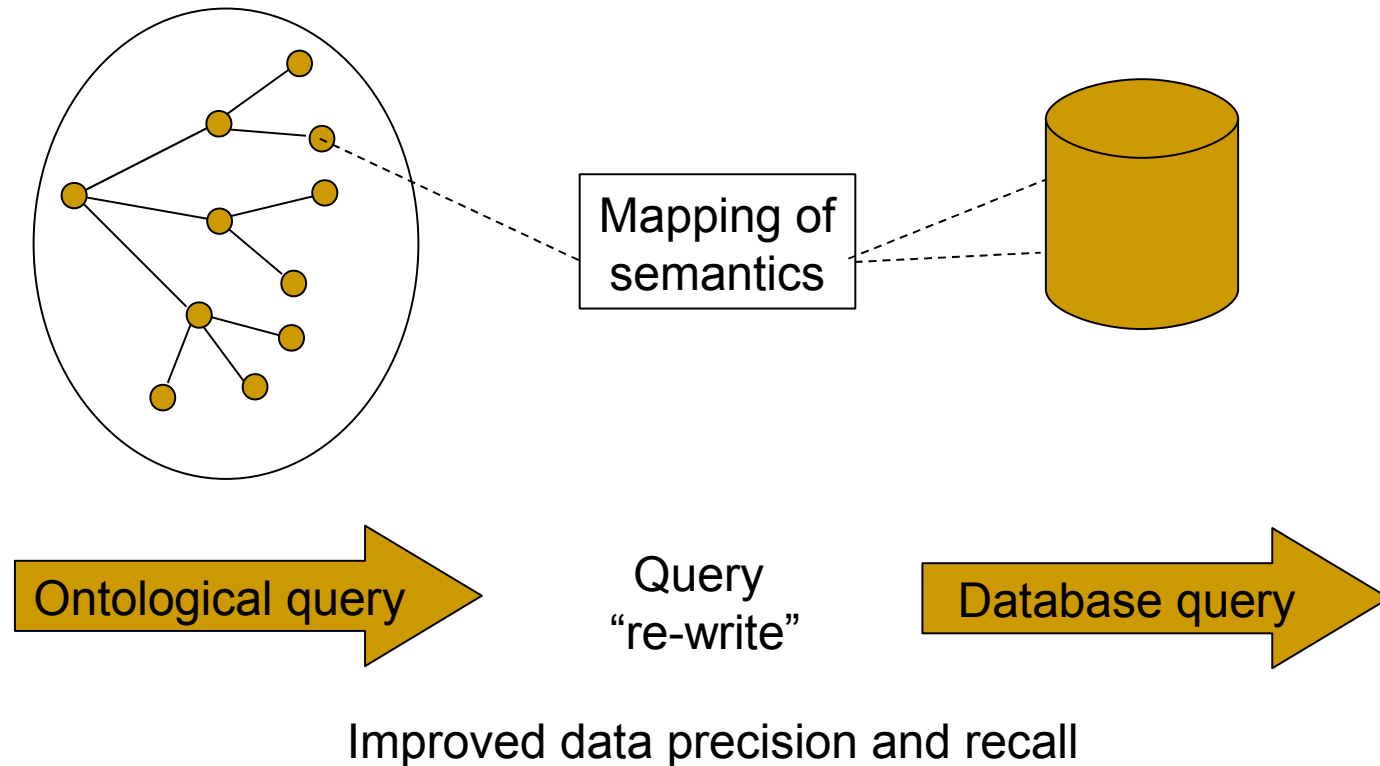 Mapping of
semantics
Ontological query
Query
“re-write”
Database query
Improved data precision and recall